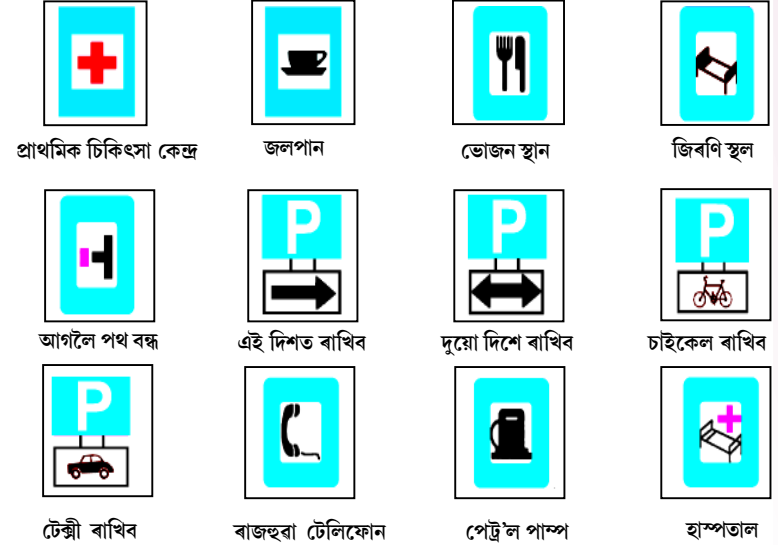 প্ৰাথমিক চিকিৎসা কেন্দ্ৰ জলপান ভোজন স্থান জিৰণি স্থল
P P P
আগলৈ পথ বন্ধ এই দিশত ৰাখিব দুয়ো দিশে ৰাখিব চাইকেল ৰাখিব
P
টেক্সী ৰাখিব ৰাজহুৱা টেলিফোন পেট্ৰ'ল পাম্প হাস্পতাল